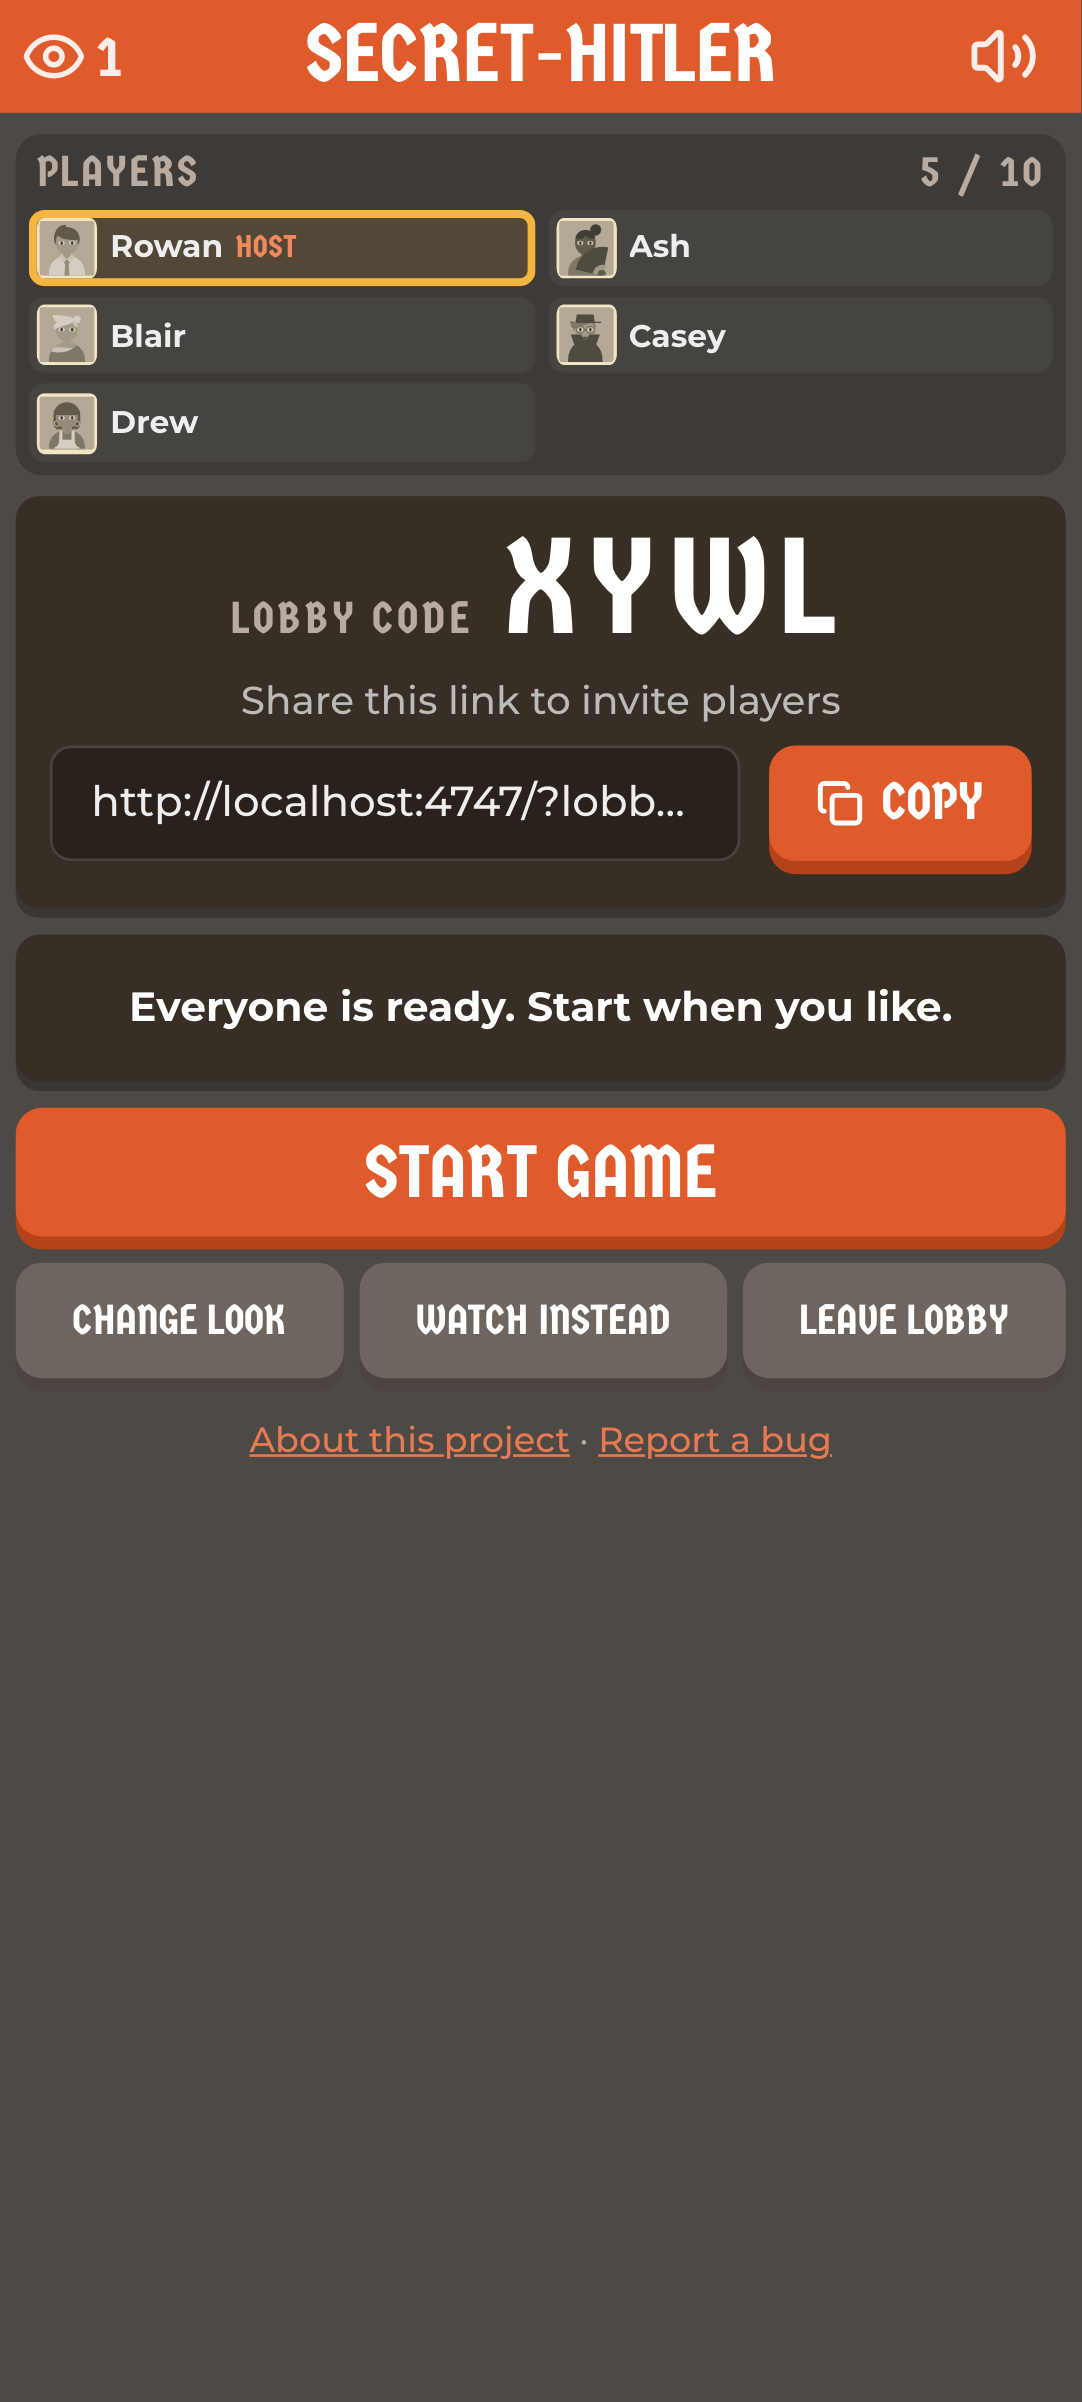 1
SECRET-HITLER
PLAYERS
5 / 10
Rowan HOST
Ash
Blair
Casey
Drew
LOBBY CODE XYWL
Share this link to invite players
http://localhost:4747/?lobb...
COPY
Everyone is ready. Start when you like.
START GAME
CHANGE LOOK
WATCH INSTEAD
LEAVE LOBBY
About this project · Report a bug